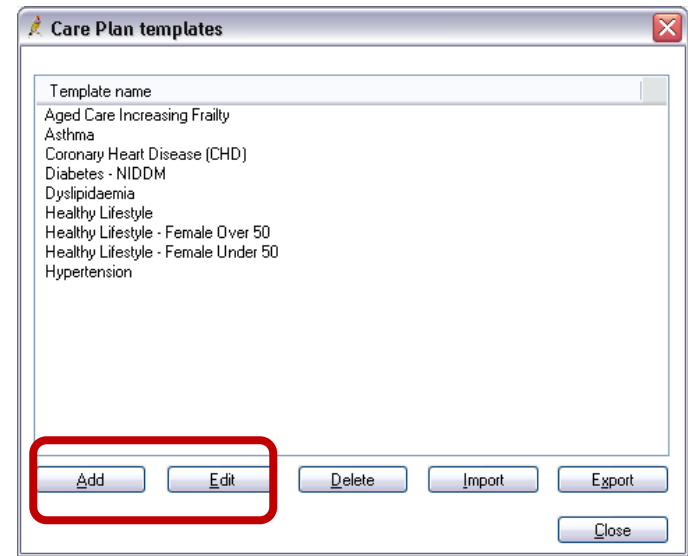 Care Plan templates
Template name
Aged Care Increasing Frailty
Asthma
Coronary Heart Disease (CHD)
Diabetes - NIDDM
Dyslipidaemia
Healthy Lifestyle
Healthy Lifestyle - Female Over 50
Healthy Lifestyle - Female Under 50
Hypertension
Add Edit Delete Import Export
Close